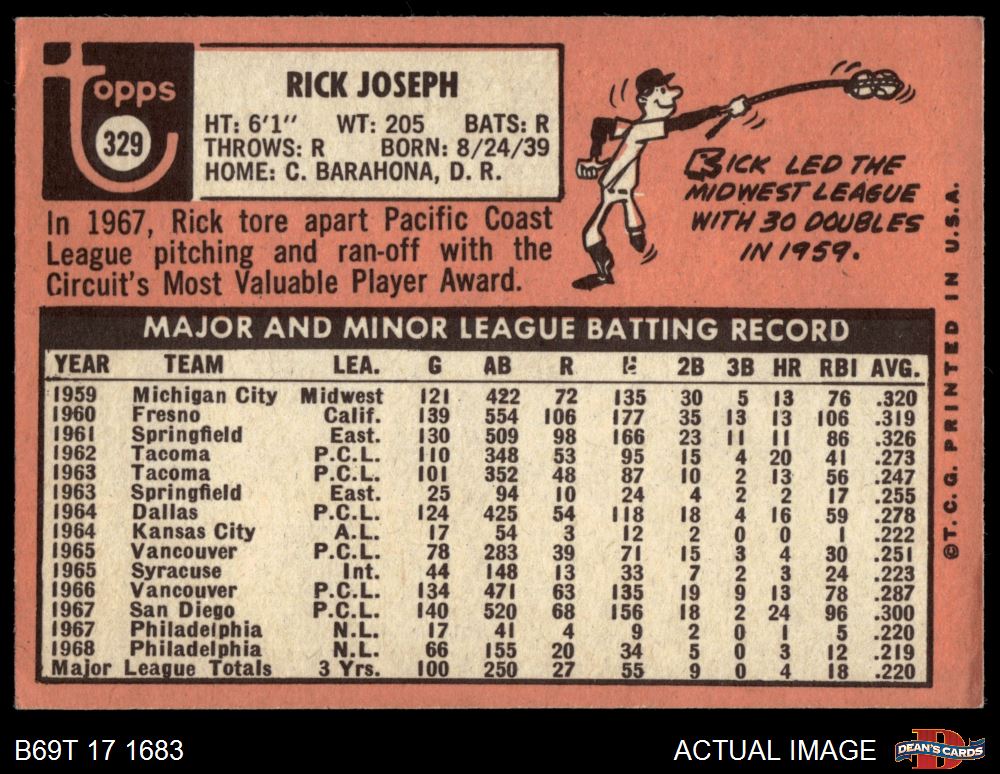 Topps
329
RICK JOSEPH
HT: 6'1" WT: 205 BATS: R
THROWS: R BORN: 8/24/39
HOME: C. BARAHONA, D. R.
In 1967, Rick tore apart Pacific Coast
League pitching and ran-off with the
Circuit's Most Valuable Player Award.
RICK LED THE
MIDWEST LEAGUE
WITH 30 DOUBLES
IN 1959.
MAJOR AND MINOR LEAGUE BATTING RECORD
YEAR TEAM LEA. G AB R H 2B 3B HR RBI AVG.
1959 Michigan City Midwest 121 422 72 135 30 5 13 76 .320
1960 Fresno Calif. 139 554 106 177 35 13 13 106 .319
1961 Springfield East. 130 509 98 166 23 11 11 86 .326
1962 Tacoma P.C.L. 110 348 53 95 15 4 20 41 .273
1963 Tacoma P.C.L. 101 352 48 87 10 2 13 56 .247
1963 Springfield East. 25 94 10 24 4 2 2 17 .255
1964 Dallas P.C.L. 124 425 54 118 18 4 16 59 .278
1964 Kansas City A.L. 17 54 3 12 2 0 0 1 .222
1965 Vancouver P.C.L. 78 283 39 71 15 3 4 30 .251
1965 Syracuse Int. 44 148 13 33 7 2 3 24 .223
1966 Vancouver P.C.L. 134 471 63 135 19 9 13 78 .287
1967 San Diego P.C.L. 140 520 68 156 18 2 24 96 .300
1967 Philadelphia N.L. 17 41 4 9 2 0 1 5 .220
1968 Philadelphia N.L. 66 155 20 34 5 0 3 12 .219
Major League Totals 3 Yrs. 100 250 27 55 9 0 4 18 .220
©T.C.G. PRINTED IN U.S.A.
B69T 17 1683
ACTUAL IMAGE
DEAN'S CARDS